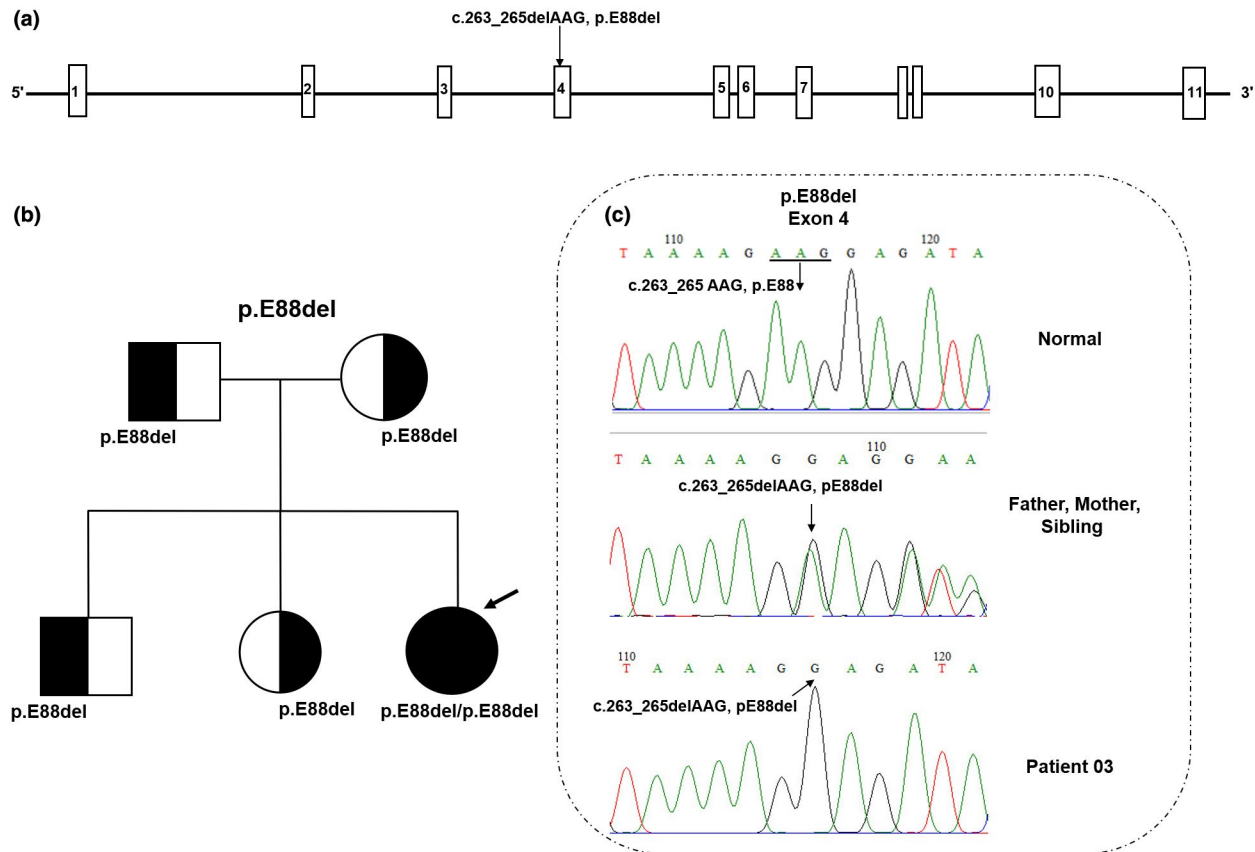 (a)
c.263_265delAAG, p.E88del
5' 1 2 3 4 5 6 7 10 11 3'
(b)
p.E88del
p.E88del
p.E88del
p.E88del
p.E88del
p.E88del/p.E88del
(c)
p.E88del
Exon 4
110 120
T A A A A G A A G G A G A T A
c.263_265 AAG, p.E88
Normal
110
T A A A A G G A G G A A
c.263_265delAAG, pE88del
Father, Mother,
Sibling
110 120
T A A A A G G A G A T A
c.263_265delAAG, pE88del
Patient 03